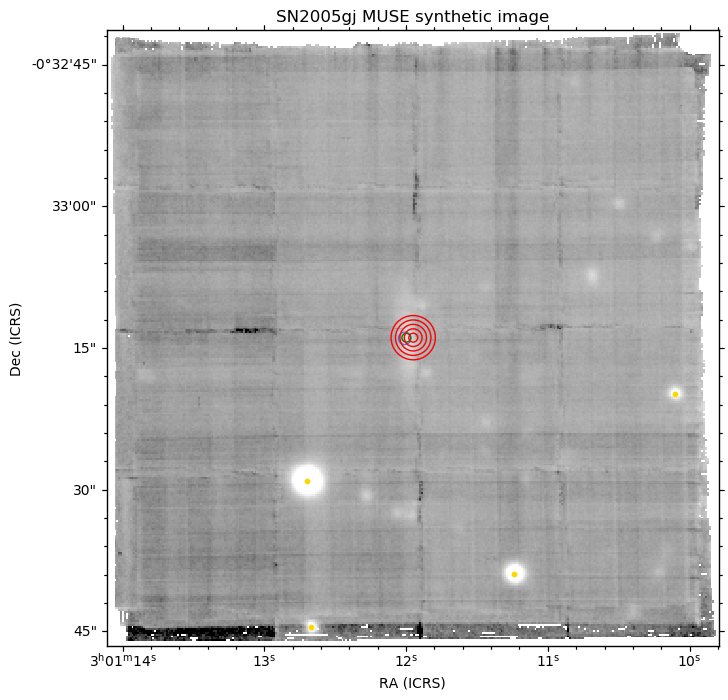 SN2005gj MUSE synthetic image
-0°32'45"
33'00"
15"
30"
45"
Dec (ICRS)
3h01m14s
13s
12s
11s
10s
RA (ICRS)